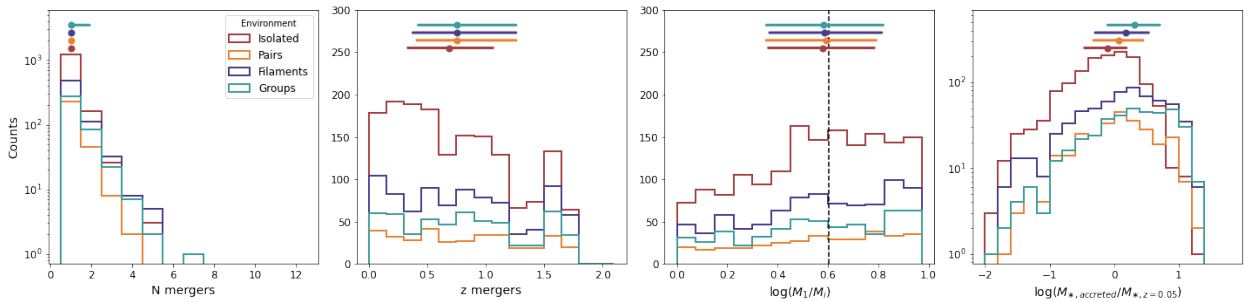 Environment
Isolated
Pairs
Filaments
Groups
Counts
10³
10²
10¹
10⁰
0 2 4 6 8 10 12
N mergers
300
250
200
150
100
50
0
0.0 0.5 1.0 1.5 2.0
z mergers
300
250
200
150
100
50
0
0.0 0.2 0.4 0.6 0.8 1.0
log(M₁/Mᵢ)
10²
10¹
10⁰
−2 −1 0 1 2
log(M∗,accreted/M∗,z=0.05)